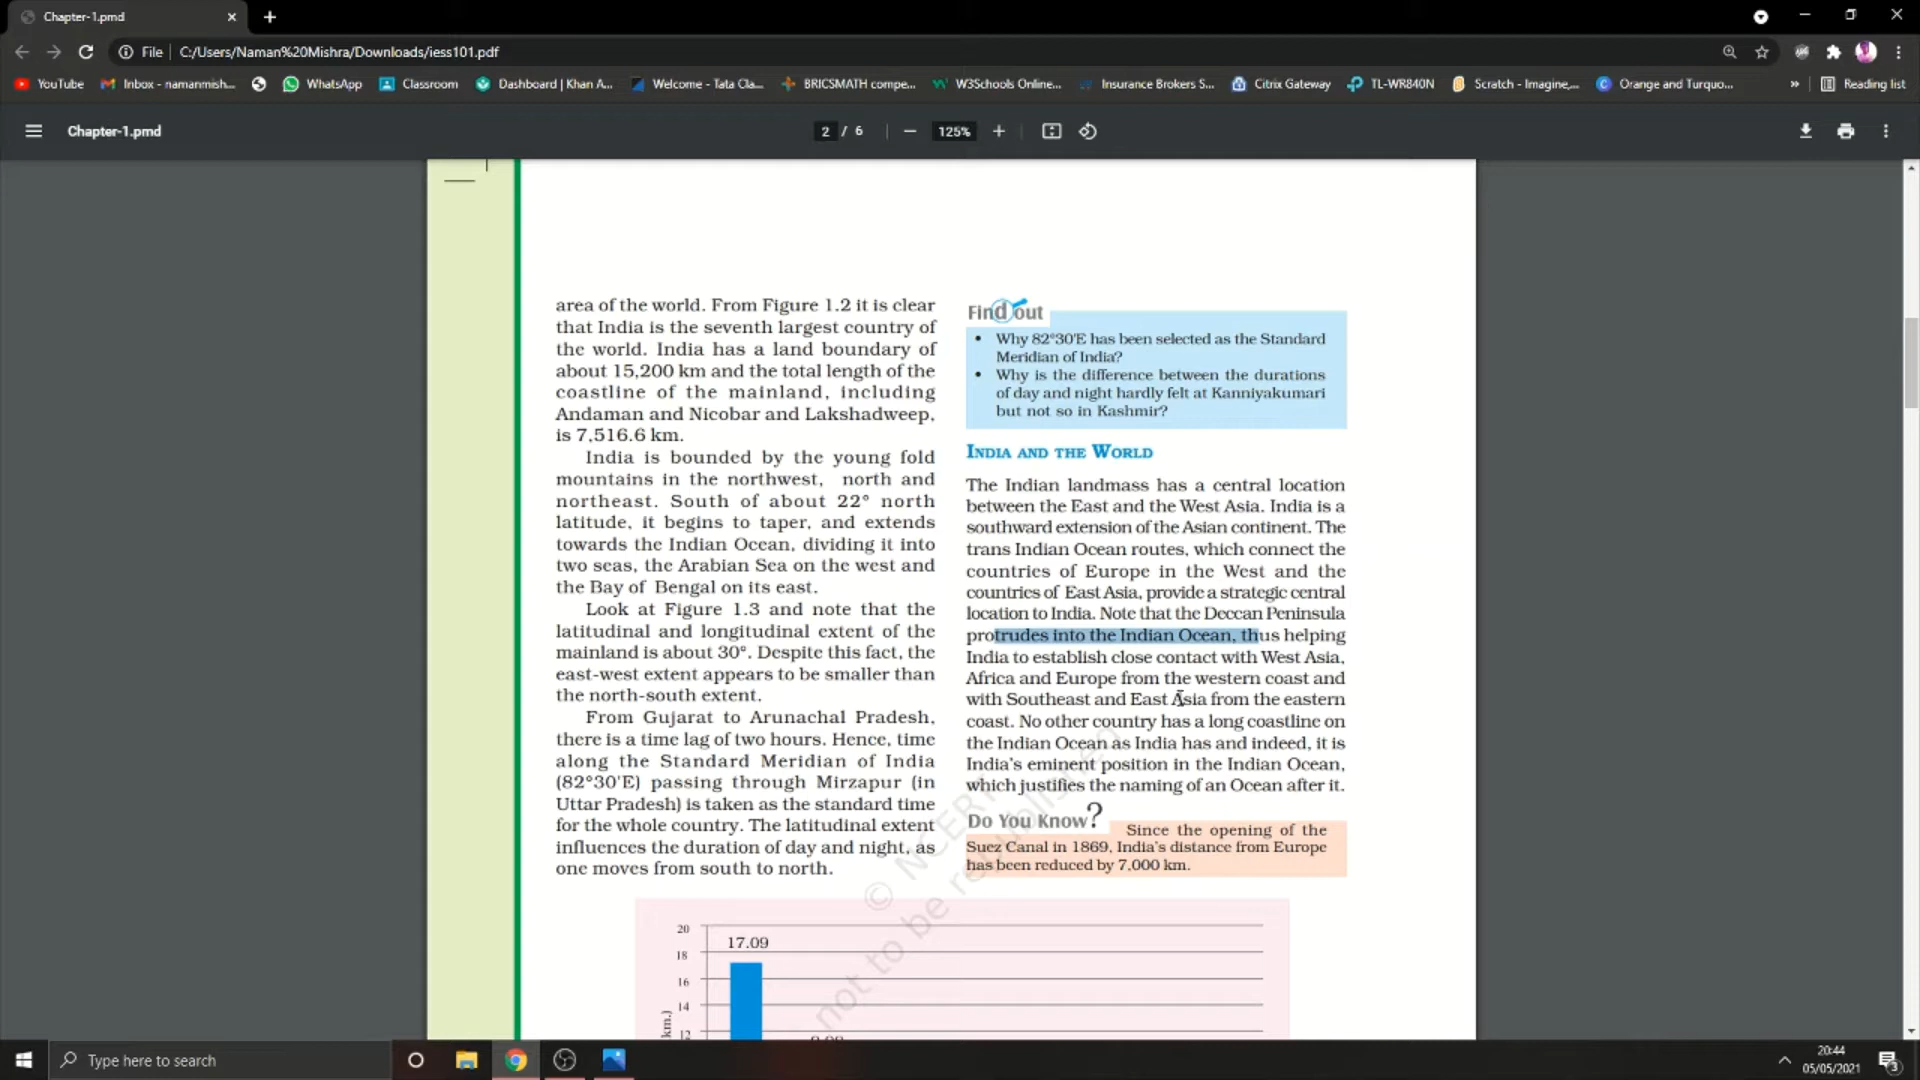 Chapter-1.pmd
File
C:/Users/Naman%20Mishra/Downloads/iess101.pdf
YouTube
Inbox - namanmish...
WhatsApp
Classroom
Dashboard | Khan A...
Welcome - Tata Cla...
BRICSMATH compe...
W3Schools Online...
Insurance Brokers S...
Citrix Gateway
TL-WR840N
Scratch - Imagine,...
Orange and Turquo...
»
Reading list
Chapter-1.pmd
2 / 6
125%
area of the world. From Figure 1.2 it is clear
that India is the seventh largest country of
the world. India has a land boundary of
about 15,200 km and the total length of the
coastline of the mainland, including
Andaman and Nicobar and Lakshadweep,
is 7,516.6 km.
India is bounded by the young fold
mountains in the northwest, north and
northeast. South of about 22° north
latitude, it begins to taper, and extends
towards the Indian Ocean, dividing it into
two seas, the Arabian Sea on the west and
the Bay of Bengal on its east.
Look at Figure 1.3 and note that the
latitudinal and longitudinal extent of the
mainland is about 30°. Despite this fact, the
east-west extent appears to be smaller than
the north-south extent.
From Gujarat to Arunachal Pradesh,
there is a time lag of two hours. Hence, time
along the Standard Meridian of India
(82°30'E) passing through Mirzapur (in
Uttar Pradesh) is taken as the standard time
for the whole country. The latitudinal extent
influences the duration of day and night, as
one moves from south to north.
Find out
• Why 82°30'E has been selected as the Standard
Meridian of India?
• Why is the difference between the durations
of day and night hardly felt at Kanniyakumari
but not so in Kashmir?
INDIA AND THE WORLD
The Indian landmass has a central location
between the East and the West Asia. India is a
southward extension of the Asian continent. The
trans Indian Ocean routes, which connect the
countries of Europe in the West and the
countries of East Asia, provide a strategic central
location to India. Note that the Deccan Peninsula
protrudes into the Indian Ocean, thus helping
India to establish close contact with West Asia,
Africa and Europe from the western coast and
with Southeast and East Asia from the eastern
coast. No other country has a long coastline on
the Indian Ocean as India has and indeed, it is
India's eminent position in the Indian Ocean,
which justifies the naming of an Ocean after it.
Do You Know?
Since the opening of the
Suez Canal in 1869, India's distance from Europe
has been reduced by 7,000 km.
© NCERT
not to be republished
20
18
16
14
12
km.)
17.09
Type here to search
20:44
05/05/2021
3